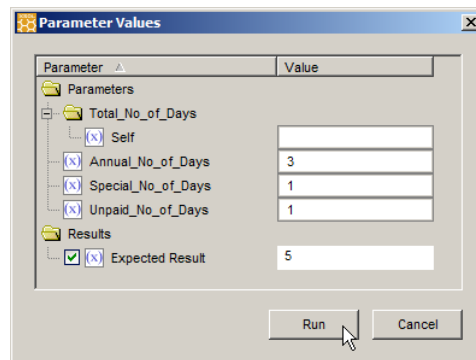 Parameter Values
Parameter Value
Parameters
Total_No_of_Days
(x) Self
(x) Annual_No_of_Days 3
(x) Special_No_of_Days 1
(x) Unpaid_No_of_Days 1
Results
(x) Expected Result 5
Run Cancel